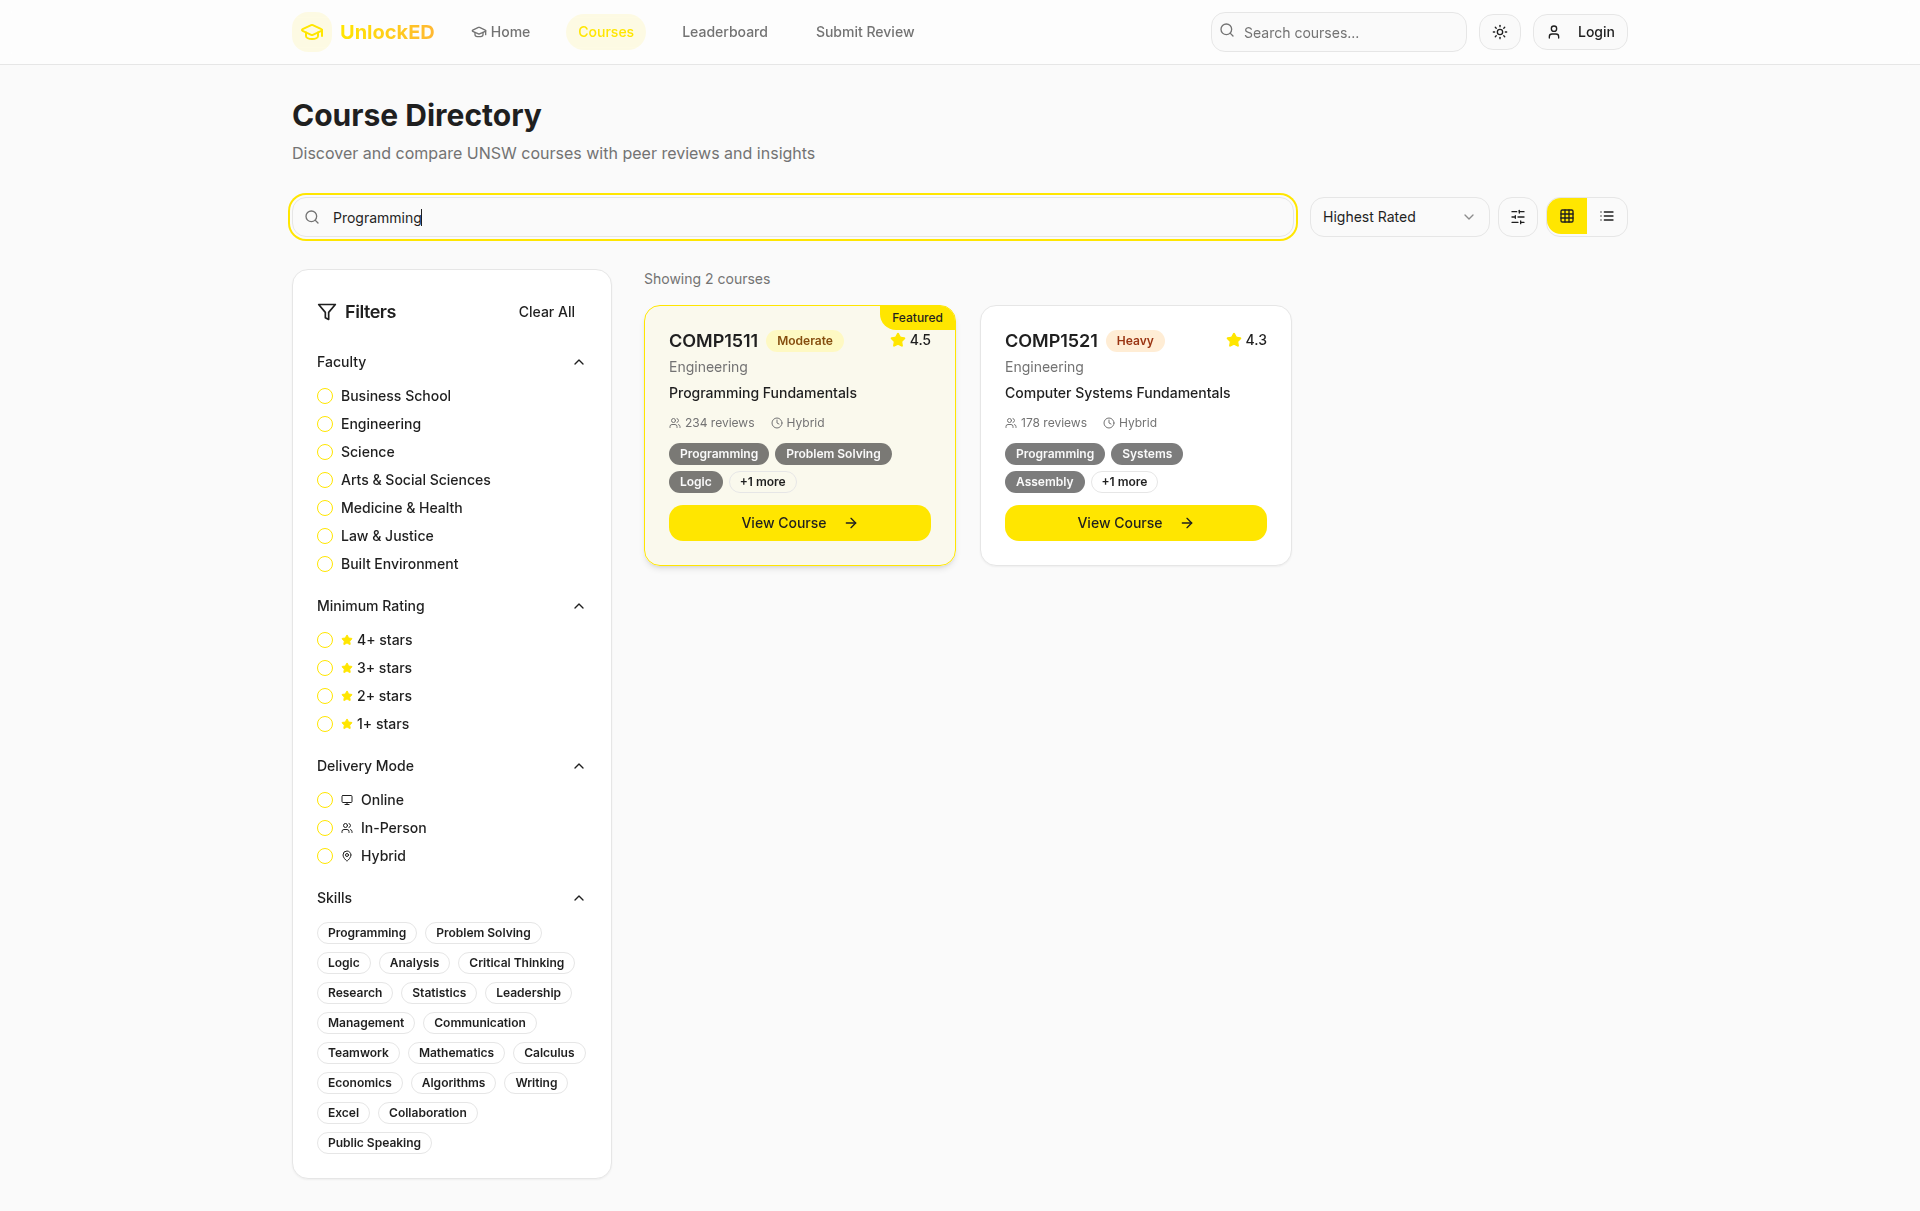 UnlockED
Home
Courses
Leaderboard
Submit Review
Search courses...
Login
Course Directory
Discover and compare UNSW courses with peer reviews and insights
Programming
Highest Rated
Filters
Clear All
Faculty
Business School
Engineering
Science
Arts & Social Sciences
Medicine & Health
Law & Justice
Built Environment
Minimum Rating
4+ stars
3+ stars
2+ stars
1+ stars
Delivery Mode
Online
In-Person
Hybrid
Skills
Programming
Problem Solving
Logic
Analysis
Critical Thinking
Research
Statistics
Leadership
Management
Communication
Teamwork
Mathematics
Calculus
Economics
Algorithms
Writing
Excel
Collaboration
Public Speaking
Showing 2 courses
Featured
COMP1511
Moderate
4.5
Engineering
Programming Fundamentals
234 reviews
Hybrid
Programming
Problem Solving
Logic
+1 more
View Course
COMP1521
Heavy
4.3
Engineering
Computer Systems Fundamentals
178 reviews
Hybrid
Programming
Systems
Assembly
+1 more
View Course